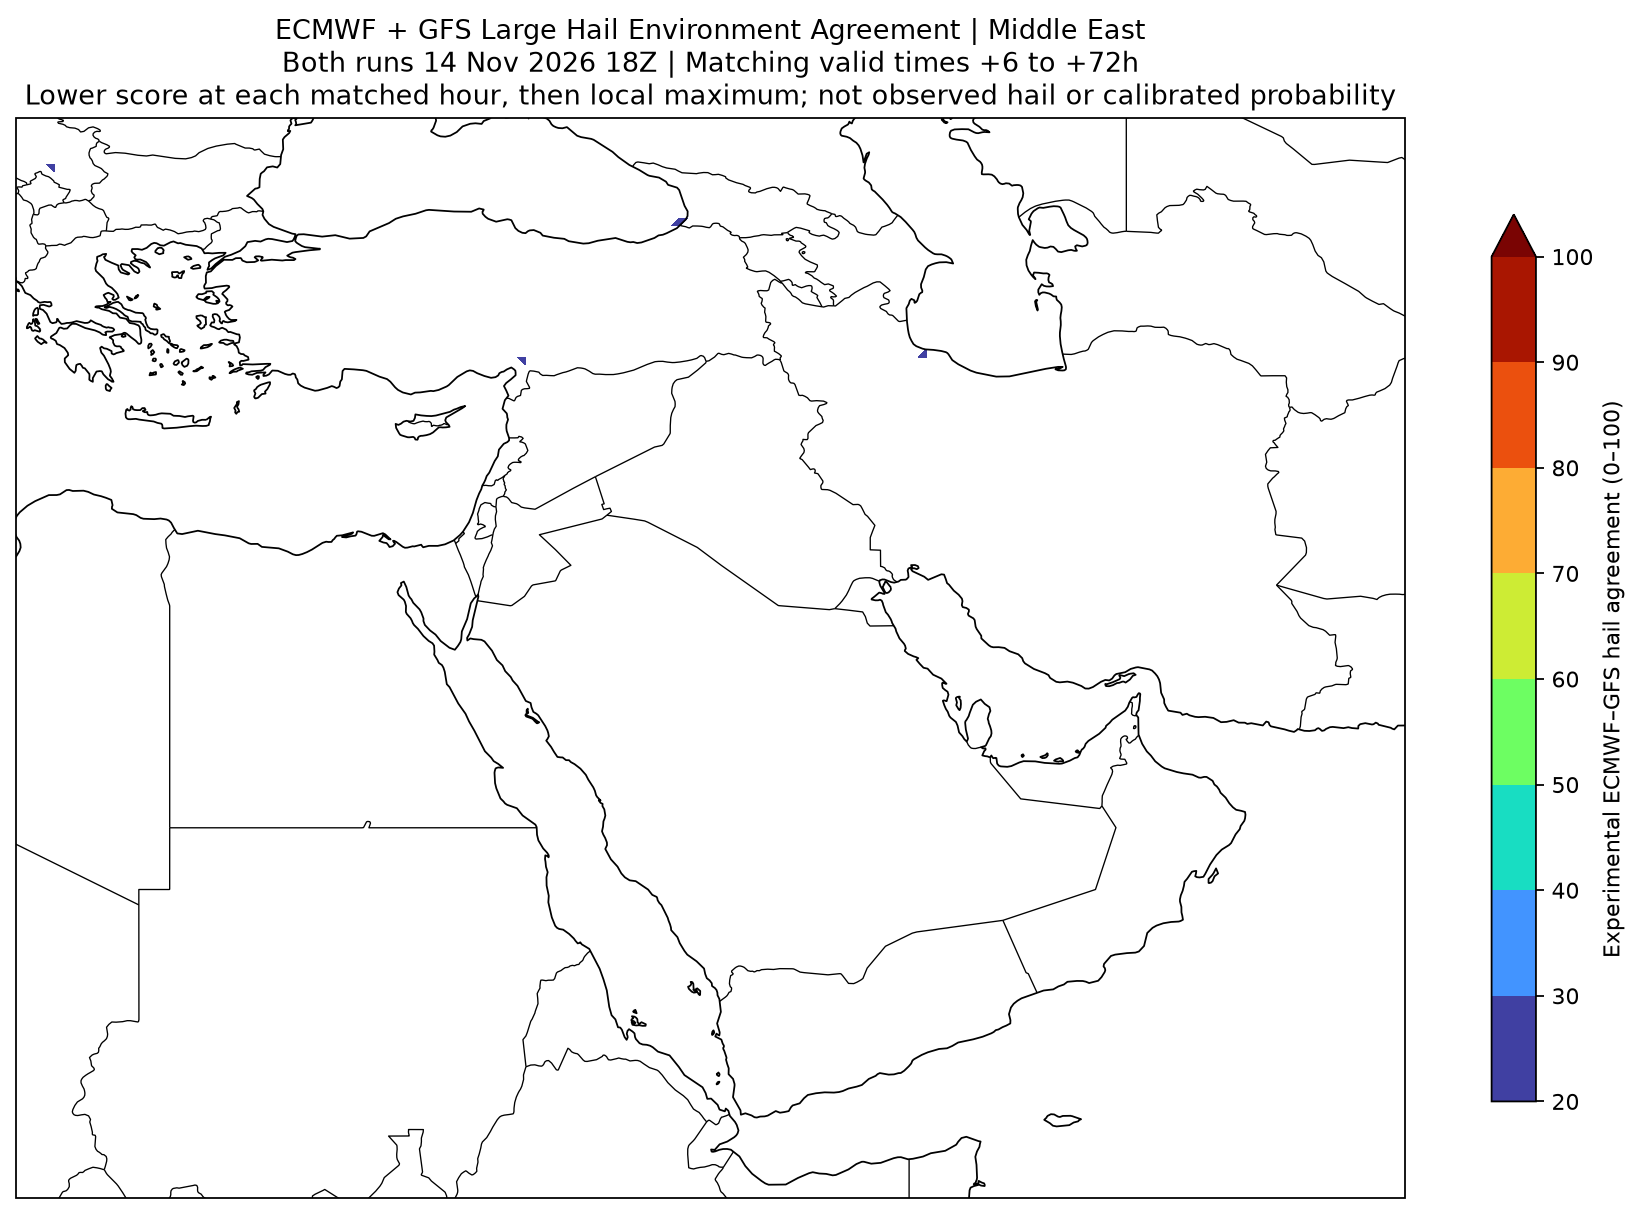 ECMWF + GFS Large Hail Environment Agreement | Middle East
Both runs 14 Nov 2026 18Z | Matching valid times +6 to +72h
Lower score at each matched hour, then local maximum; not observed hail or calibrated probability
100
90
80
70
60
50
40
30
20
Experimental ECMWF–GFS hail agreement (0–100)